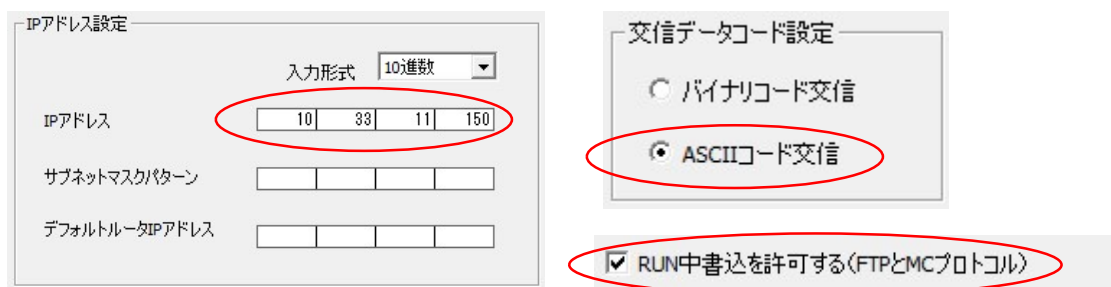 IPアドレス設定
入力形式 10進数
IPアドレス 10 33 11 150
サブネットマスクパターン
デフォルトルータIPアドレス
交信データコード設定
バイナリコード交信
ASCIIコード交信
RUN中書込を許可する(FTPとMCプロトコル)